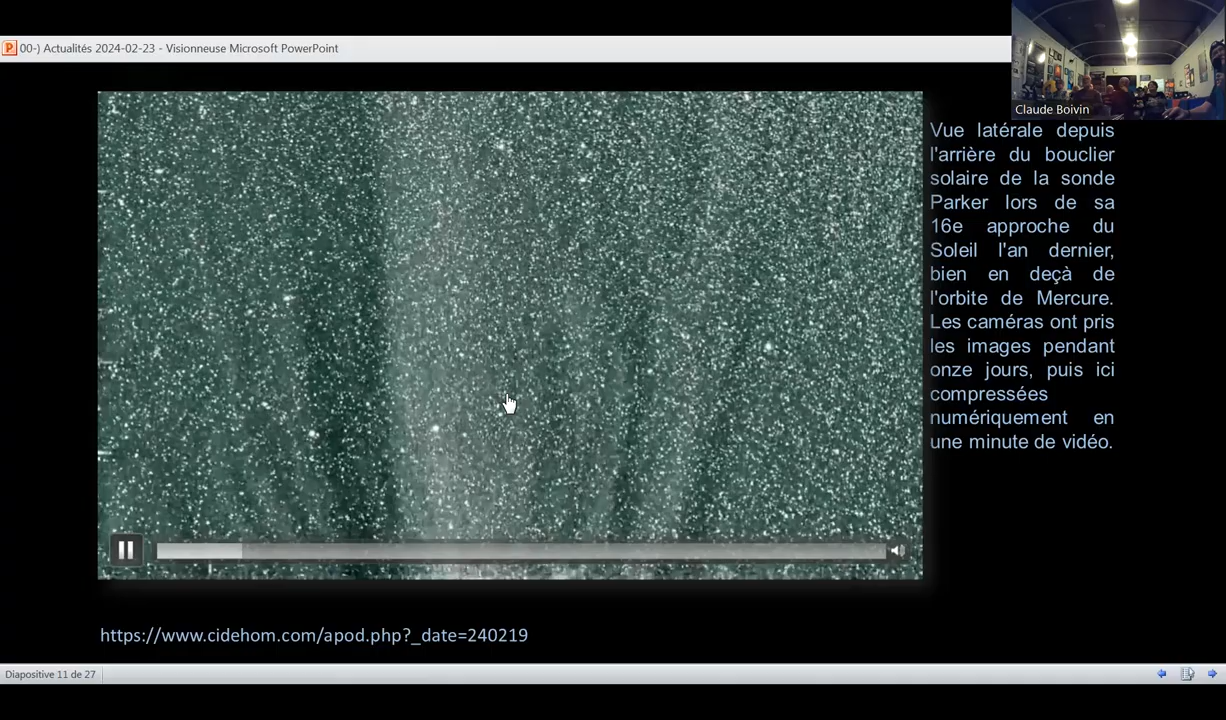 00-) Actualités 2024-02-23 - Visionneuse Microsoft PowerPoint
Claude Boivin
Vue latérale depuis
l'arrière du bouclier
solaire de la sonde
Parker lors de sa
16e approche du
Soleil l'an dernier,
bien en deçà de
l'orbite de Mercure.
Les caméras ont pris
les images pendant
onze jours, puis ici
compressées
numériquement en
une minute de vidéo.
https://www.cidehom.com/apod.php?_date=240219
Diapositive 11 de 27